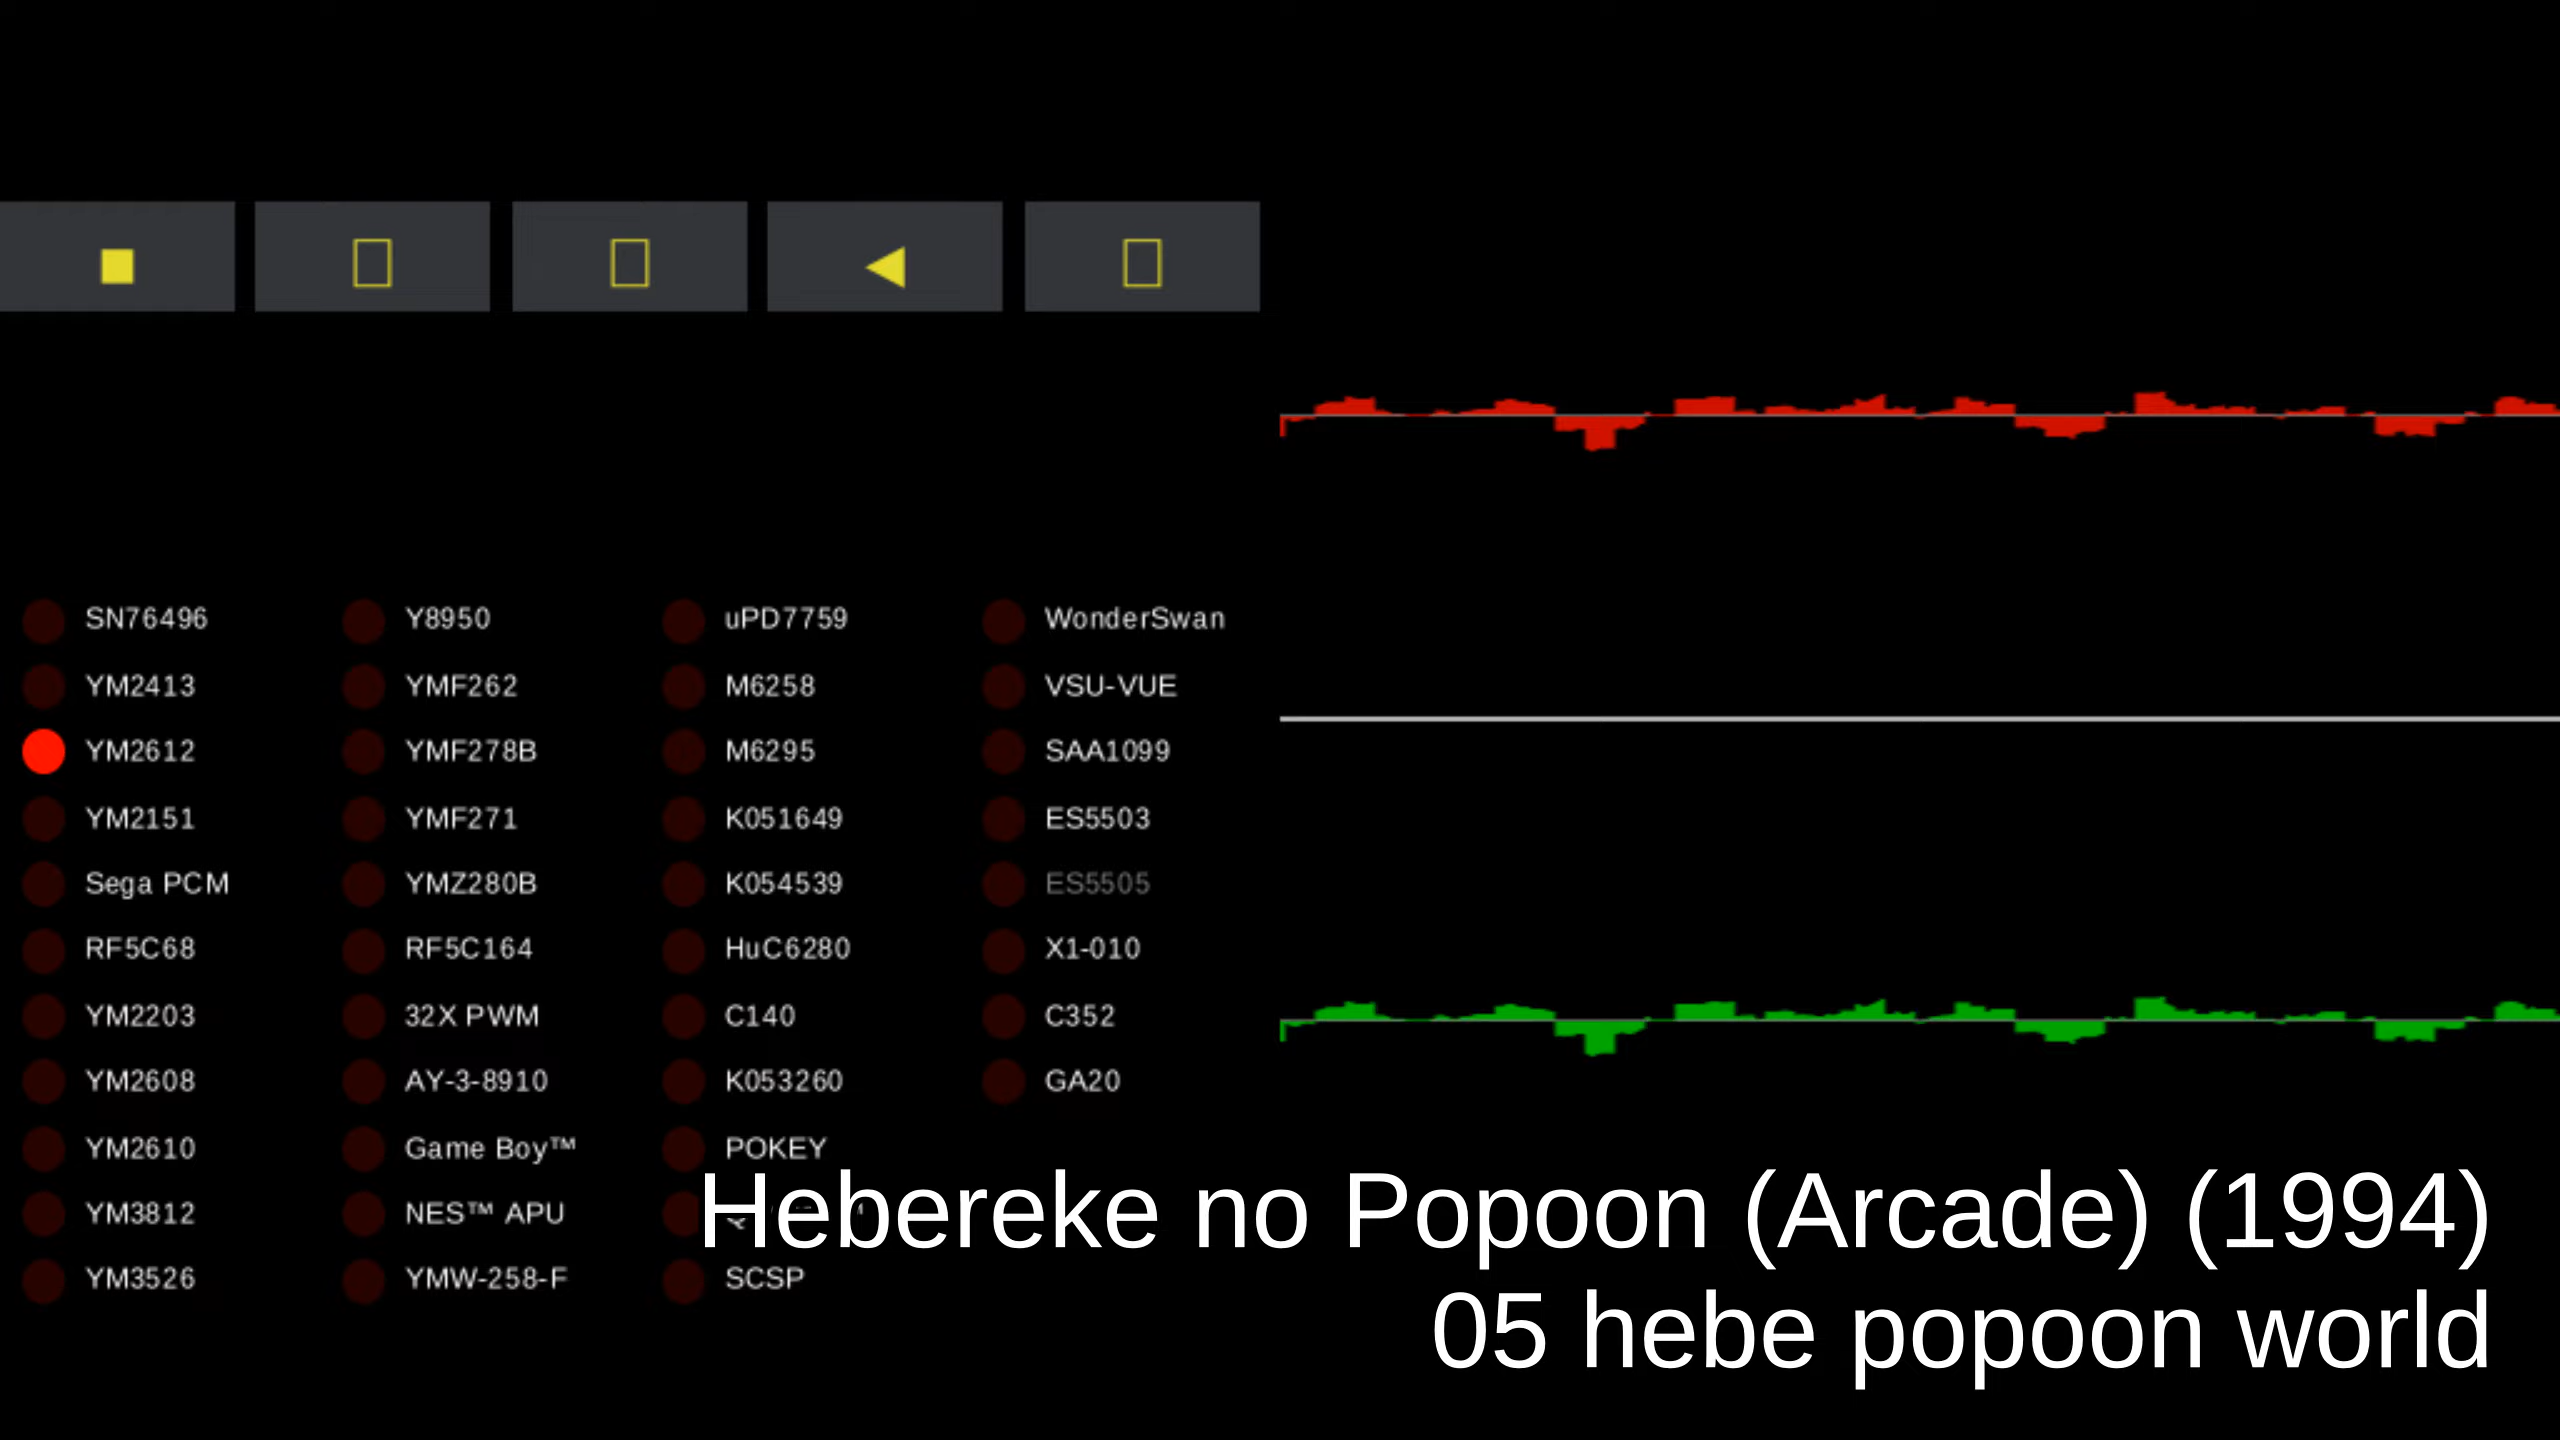 SN76496 Y8950 uPD7759 WonderSwan
YM2413 YMF262 M6258 VSU-VUE
YM2612 YMF278B M6295 SAA1099
YM2151 YMF271 K051649 ES5503
Sega PCM YMZ280B K054539 ES5505
RF5C68 RF5C164 HuC6280 X1-010
YM2203 32X PWM C140 C352
YM2608 AY-3-8910 K053260 GA20
YM2610 Game Boy™ POKEY
YM3812 NES™ APU
YM3526 YMW-258-F SCSP
Hebereke no Popoon (Arcade) (1994)
05 hebe popoon world